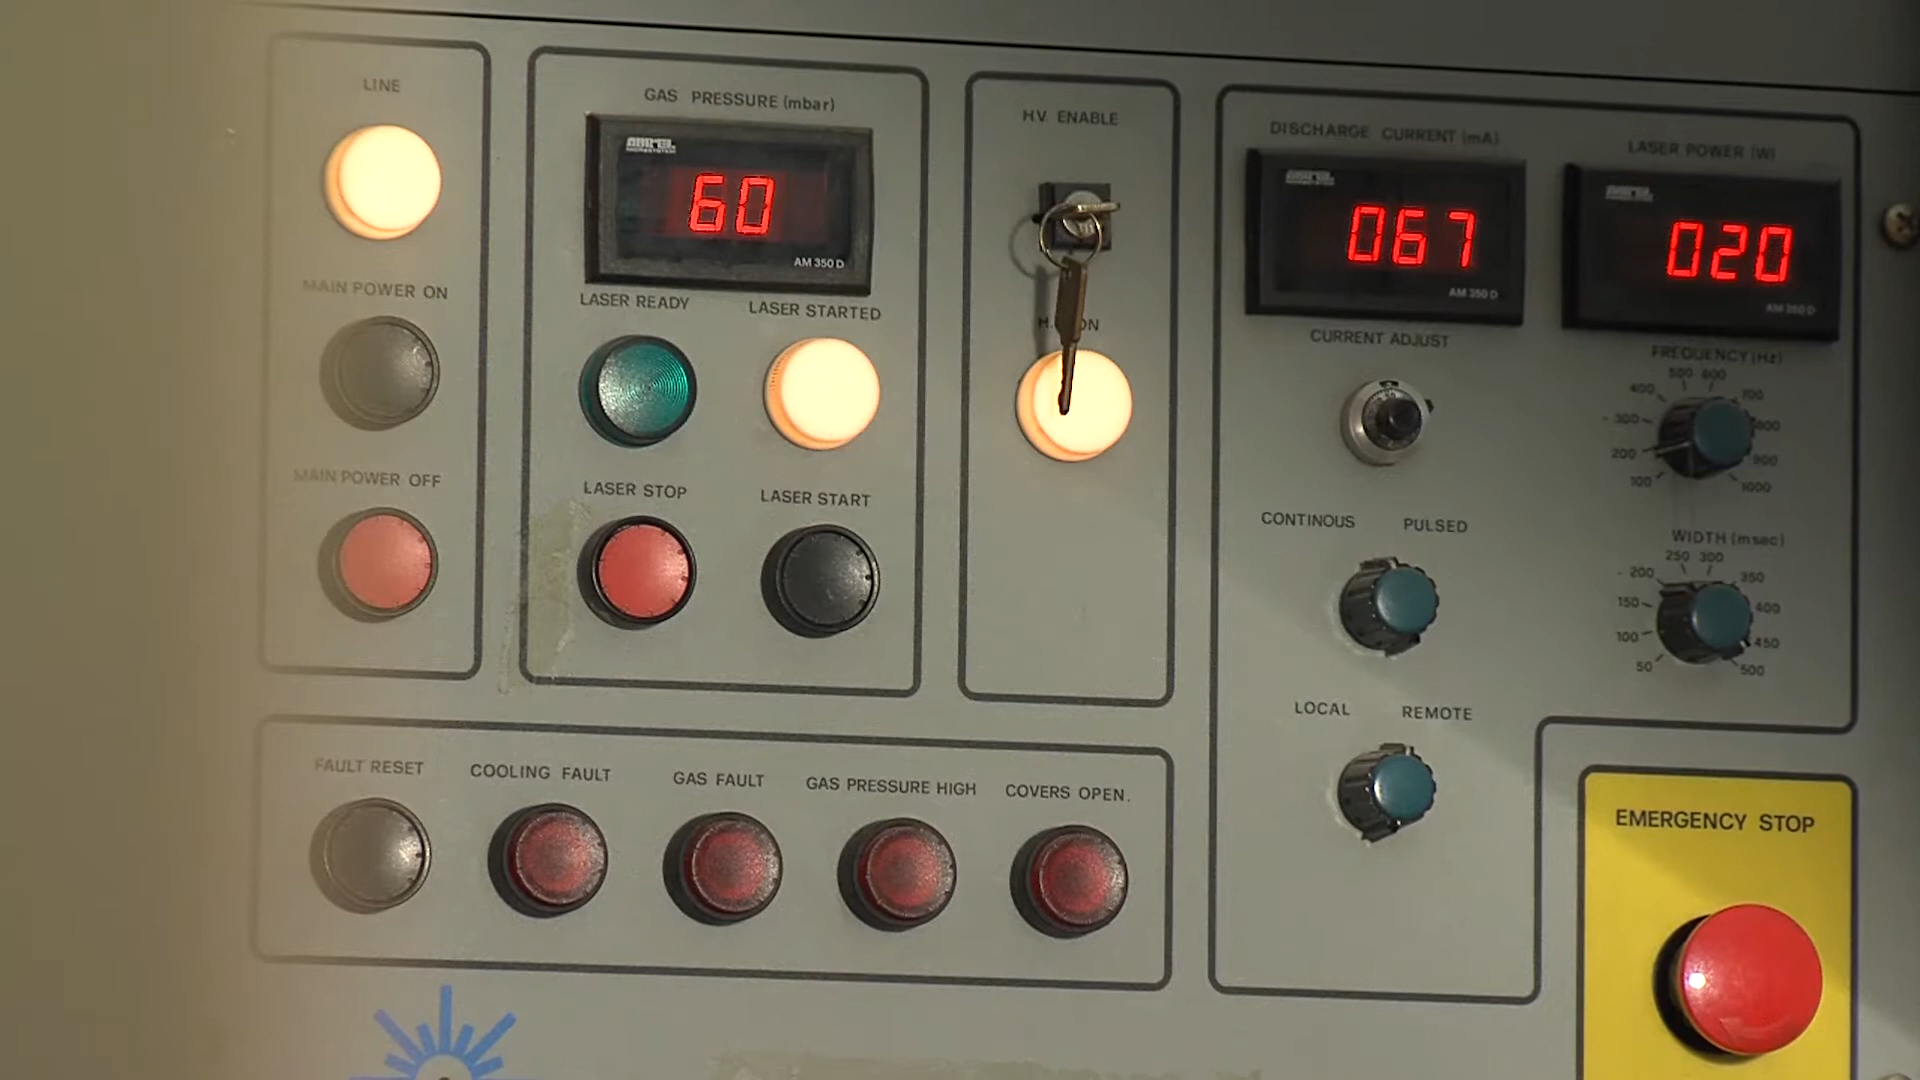 LINE
MAIN POWER ON
MAIN POWER OFF
GAS PRESSURE (mbar)
60
AM 350 D
LASER READY
LASER STARTED
LASER STOP
LASER START
H.V. ENABLE
ON
DISCHARGE CURRENT (mA)
067
AM 350 D
LASER POWER (W)
020
AM 350 D
CURRENT ADJUST
FREQUENCY (Hz)
100
200
300
400
500
600
700
800
900
1000
CONTINOUS
PULSED
WIDTH (msec)
50
100
150
200
250
300
350
400
450
500
LOCAL
REMOTE
FAULT RESET
COOLING FAULT
GAS FAULT
GAS PRESSURE HIGH
COVERS OPEN.
EMERGENCY STOP